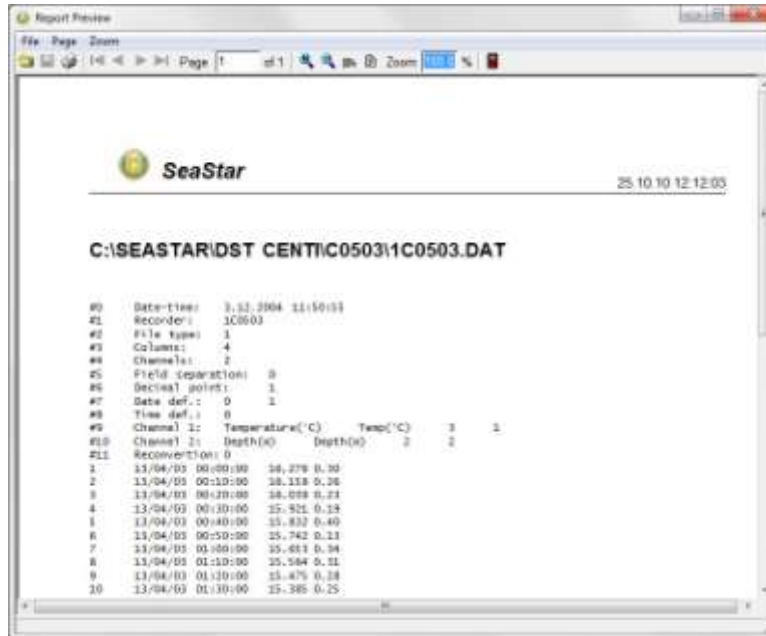 Report Preview
File Page Zoom
Page 1 of 1 Zoom 100.0 %
SeaStar
25.10.10 12:12:03
C:\SEASTAR\DST CENTI\C0503\1C0503.DAT
#0 Date-time: 3.12.2004 11:50:55
#1 Recorder: 1C0503
#2 File type: 1
#3 Columns: 4
#4 Channels: 2
#5 Field separation: 0
#6 Decimal point: 1
#7 Date def.: 0 1
#8 Time def.: 0
#9 Channel 1: Temperature(°C) Temp(°C) 3 1
#10 Channel 2: Depth(m) Depth(m) 2 2
#11 Reconvertion: 0
1 13/04/03 00:00:00 16.278 0.30
2 13/04/03 00:10:00 16.158 0.26
3 13/04/03 00:20:00 16.039 0.23
4 13/04/03 00:30:00 15.921 0.19
5 13/04/03 00:40:00 15.832 0.40
6 13/04/03 00:50:00 15.742 0.13
7 13/04/03 01:00:00 15.653 0.34
8 13/04/03 01:10:00 15.564 0.31
9 13/04/03 01:20:00 15.475 0.28
10 13/04/03 01:30:00 15.385 0.25